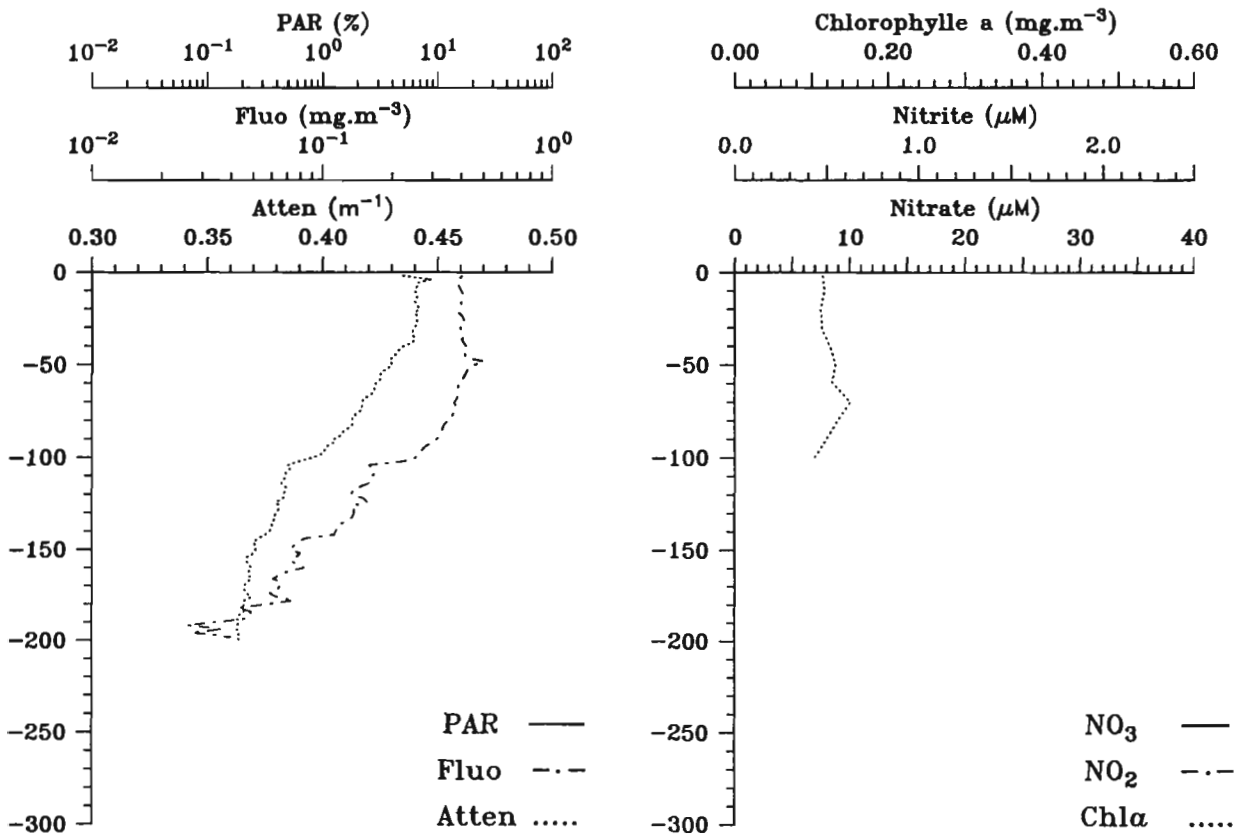 PAR (%)
10⁻² 10⁻¹ 10⁰ 10¹ 10²
Fluo (mg.m⁻³)
10⁻² 10⁻¹ 10⁰
Atten (m⁻¹)
0.30 0.35 0.40 0.45 0.50
0
−50
−100
−150
−200
−250
−300
PAR
Fluo
Atten
Chlorophylle a (mg.m⁻³)
0.00 0.20 0.40 0.60
Nitrite (μM)
0.0 1.0 2.0
Nitrate (μM)
0 10 20 30 40
0
−50
−100
−150
−200
−250
−300
NO₃
NO₂
Chla